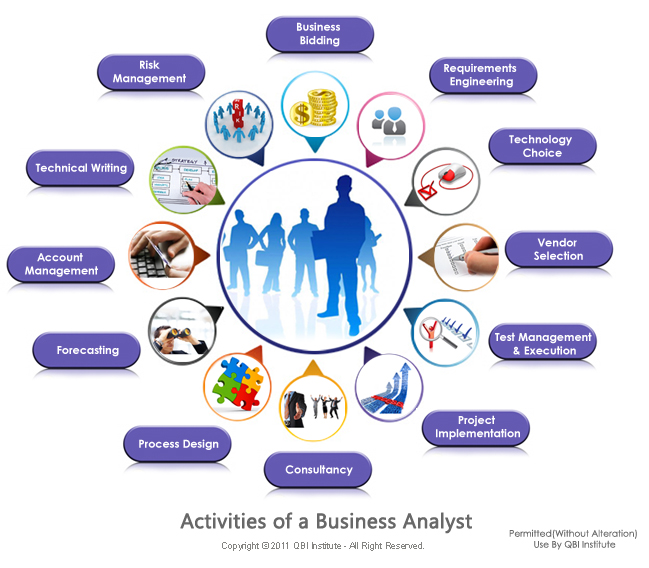 Business
Bidding
Requirements
Engineering
Technology
Choice
Vendor
Selection
Test Management
& Execution
Project
Implementation
Consultancy
Process Design
Forecasting
Account
Management
Technical Writing
Risk
Management
STRATEGY
Activities of a Business Analyst
Copyright ©2011 QBI Institute - All Right Reserved.
Permitted(Without Alteration)
Use By QBI Institute